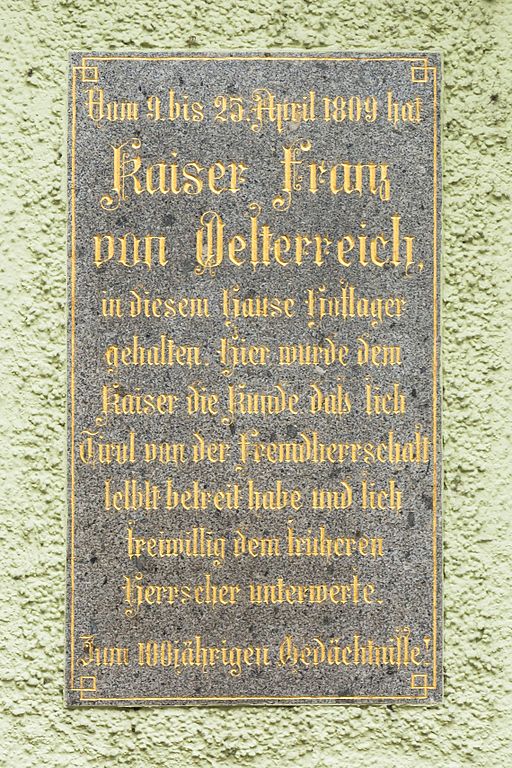 Vom 9. bis 25. April 1809 hat
Kaiser Franz
von Oesterreich,
in diesem Hause Hoflager
gehalten. Hier wurde dem
Kaiser die Kunde, daß sich
Tirol von der Fremdherrschaft
selbst befreit habe und sich
freiwillig dem früheren
Herrscher unterwerfe.
Zum 100jährigen Gedächtnisse!